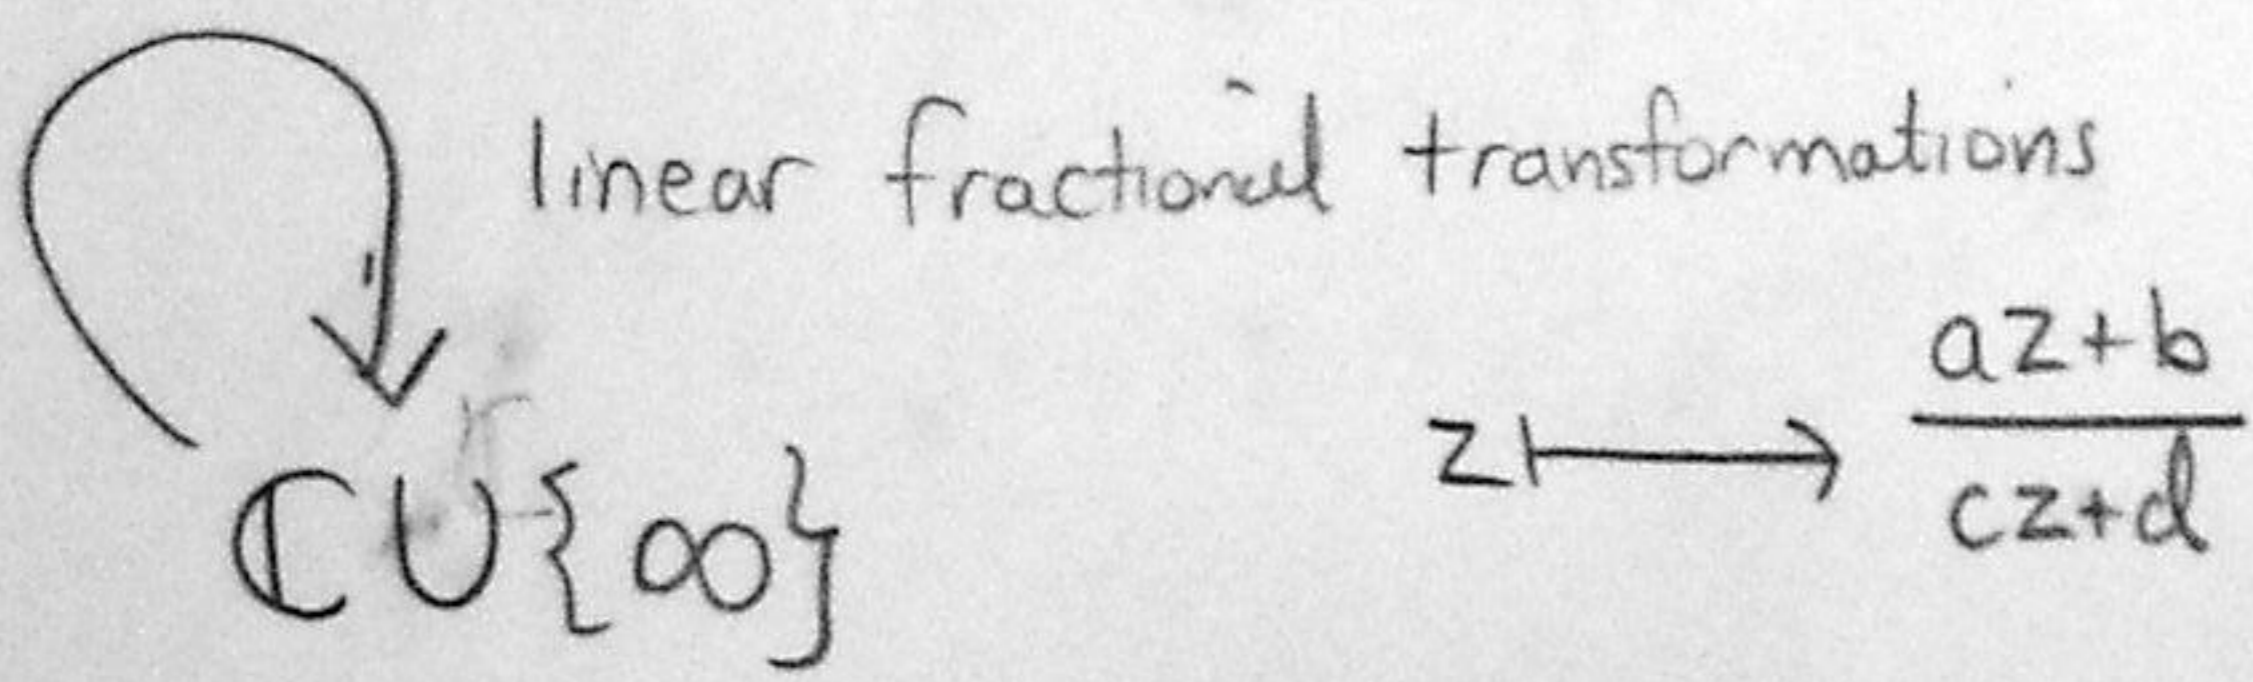 linear fractional transformations
z ↦ az+b / cz+d
ℂ∪{∞}